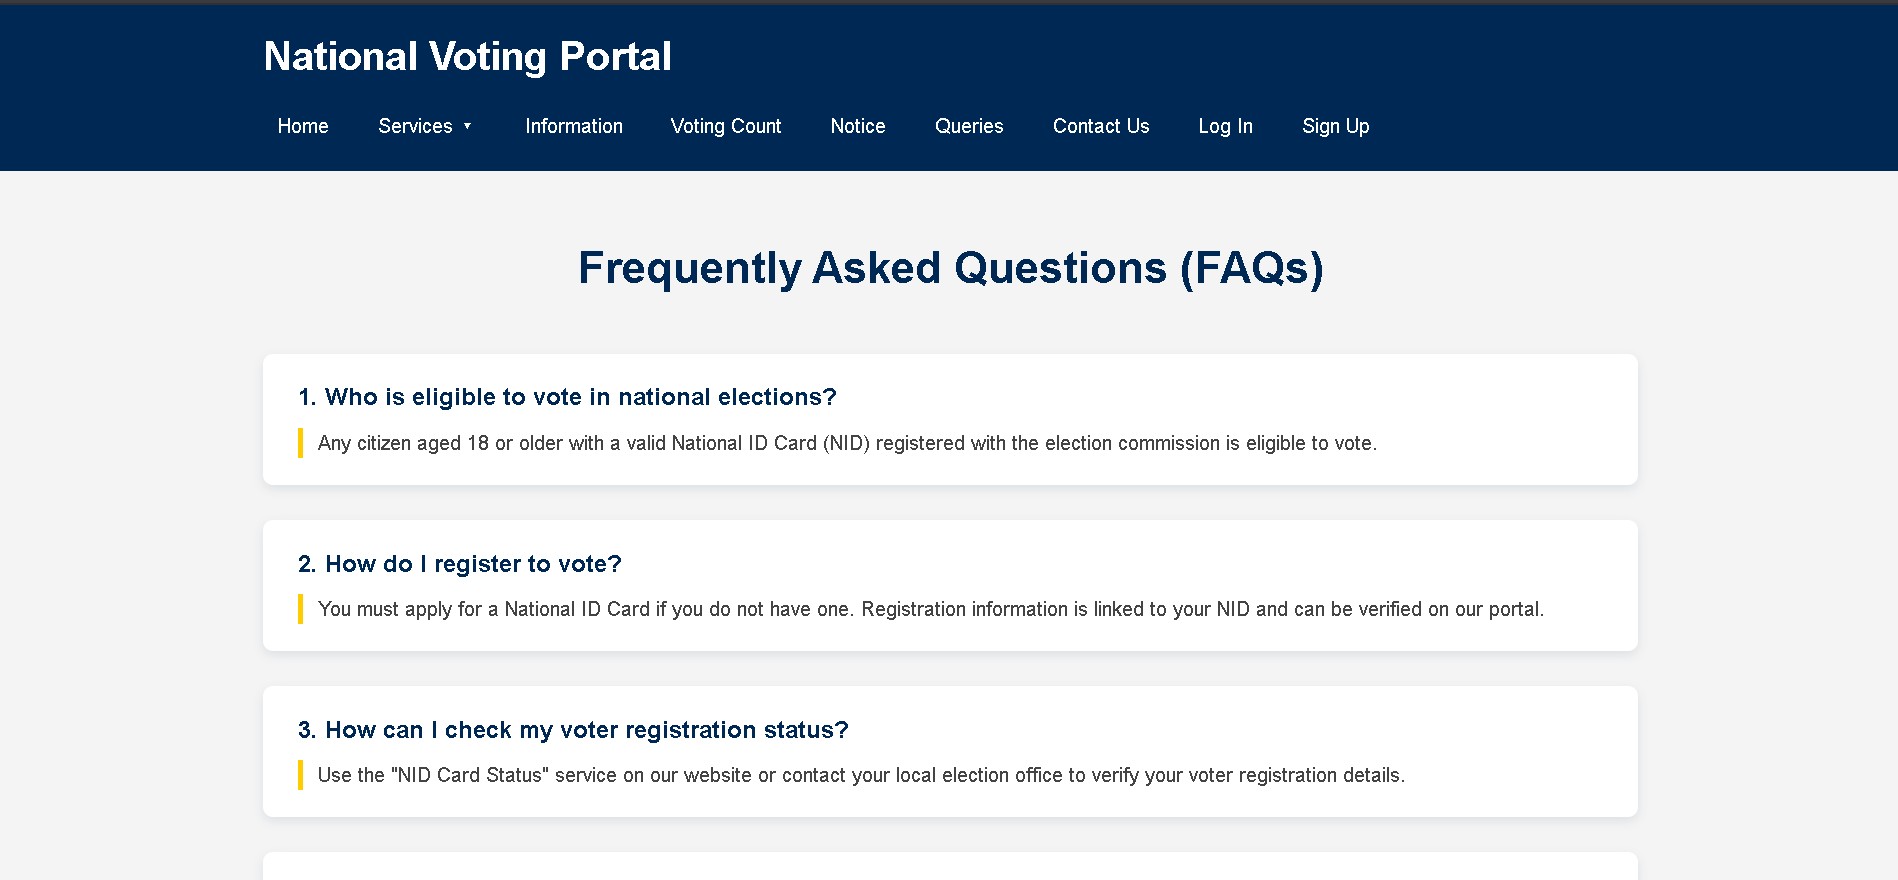 National Voting Portal
Home Services ▼ Information Voting Count Notice Queries Contact Us Log In Sign Up
Frequently Asked Questions (FAQs)
1. Who is eligible to vote in national elections?
Any citizen aged 18 or older with a valid National ID Card (NID) registered with the election commission is eligible to vote.
2. How do I register to vote?
You must apply for a National ID Card if you do not have one. Registration information is linked to your NID and can be verified on our portal.
3. How can I check my voter registration status?
Use the "NID Card Status" service on our website or contact your local election office to verify your voter registration details.